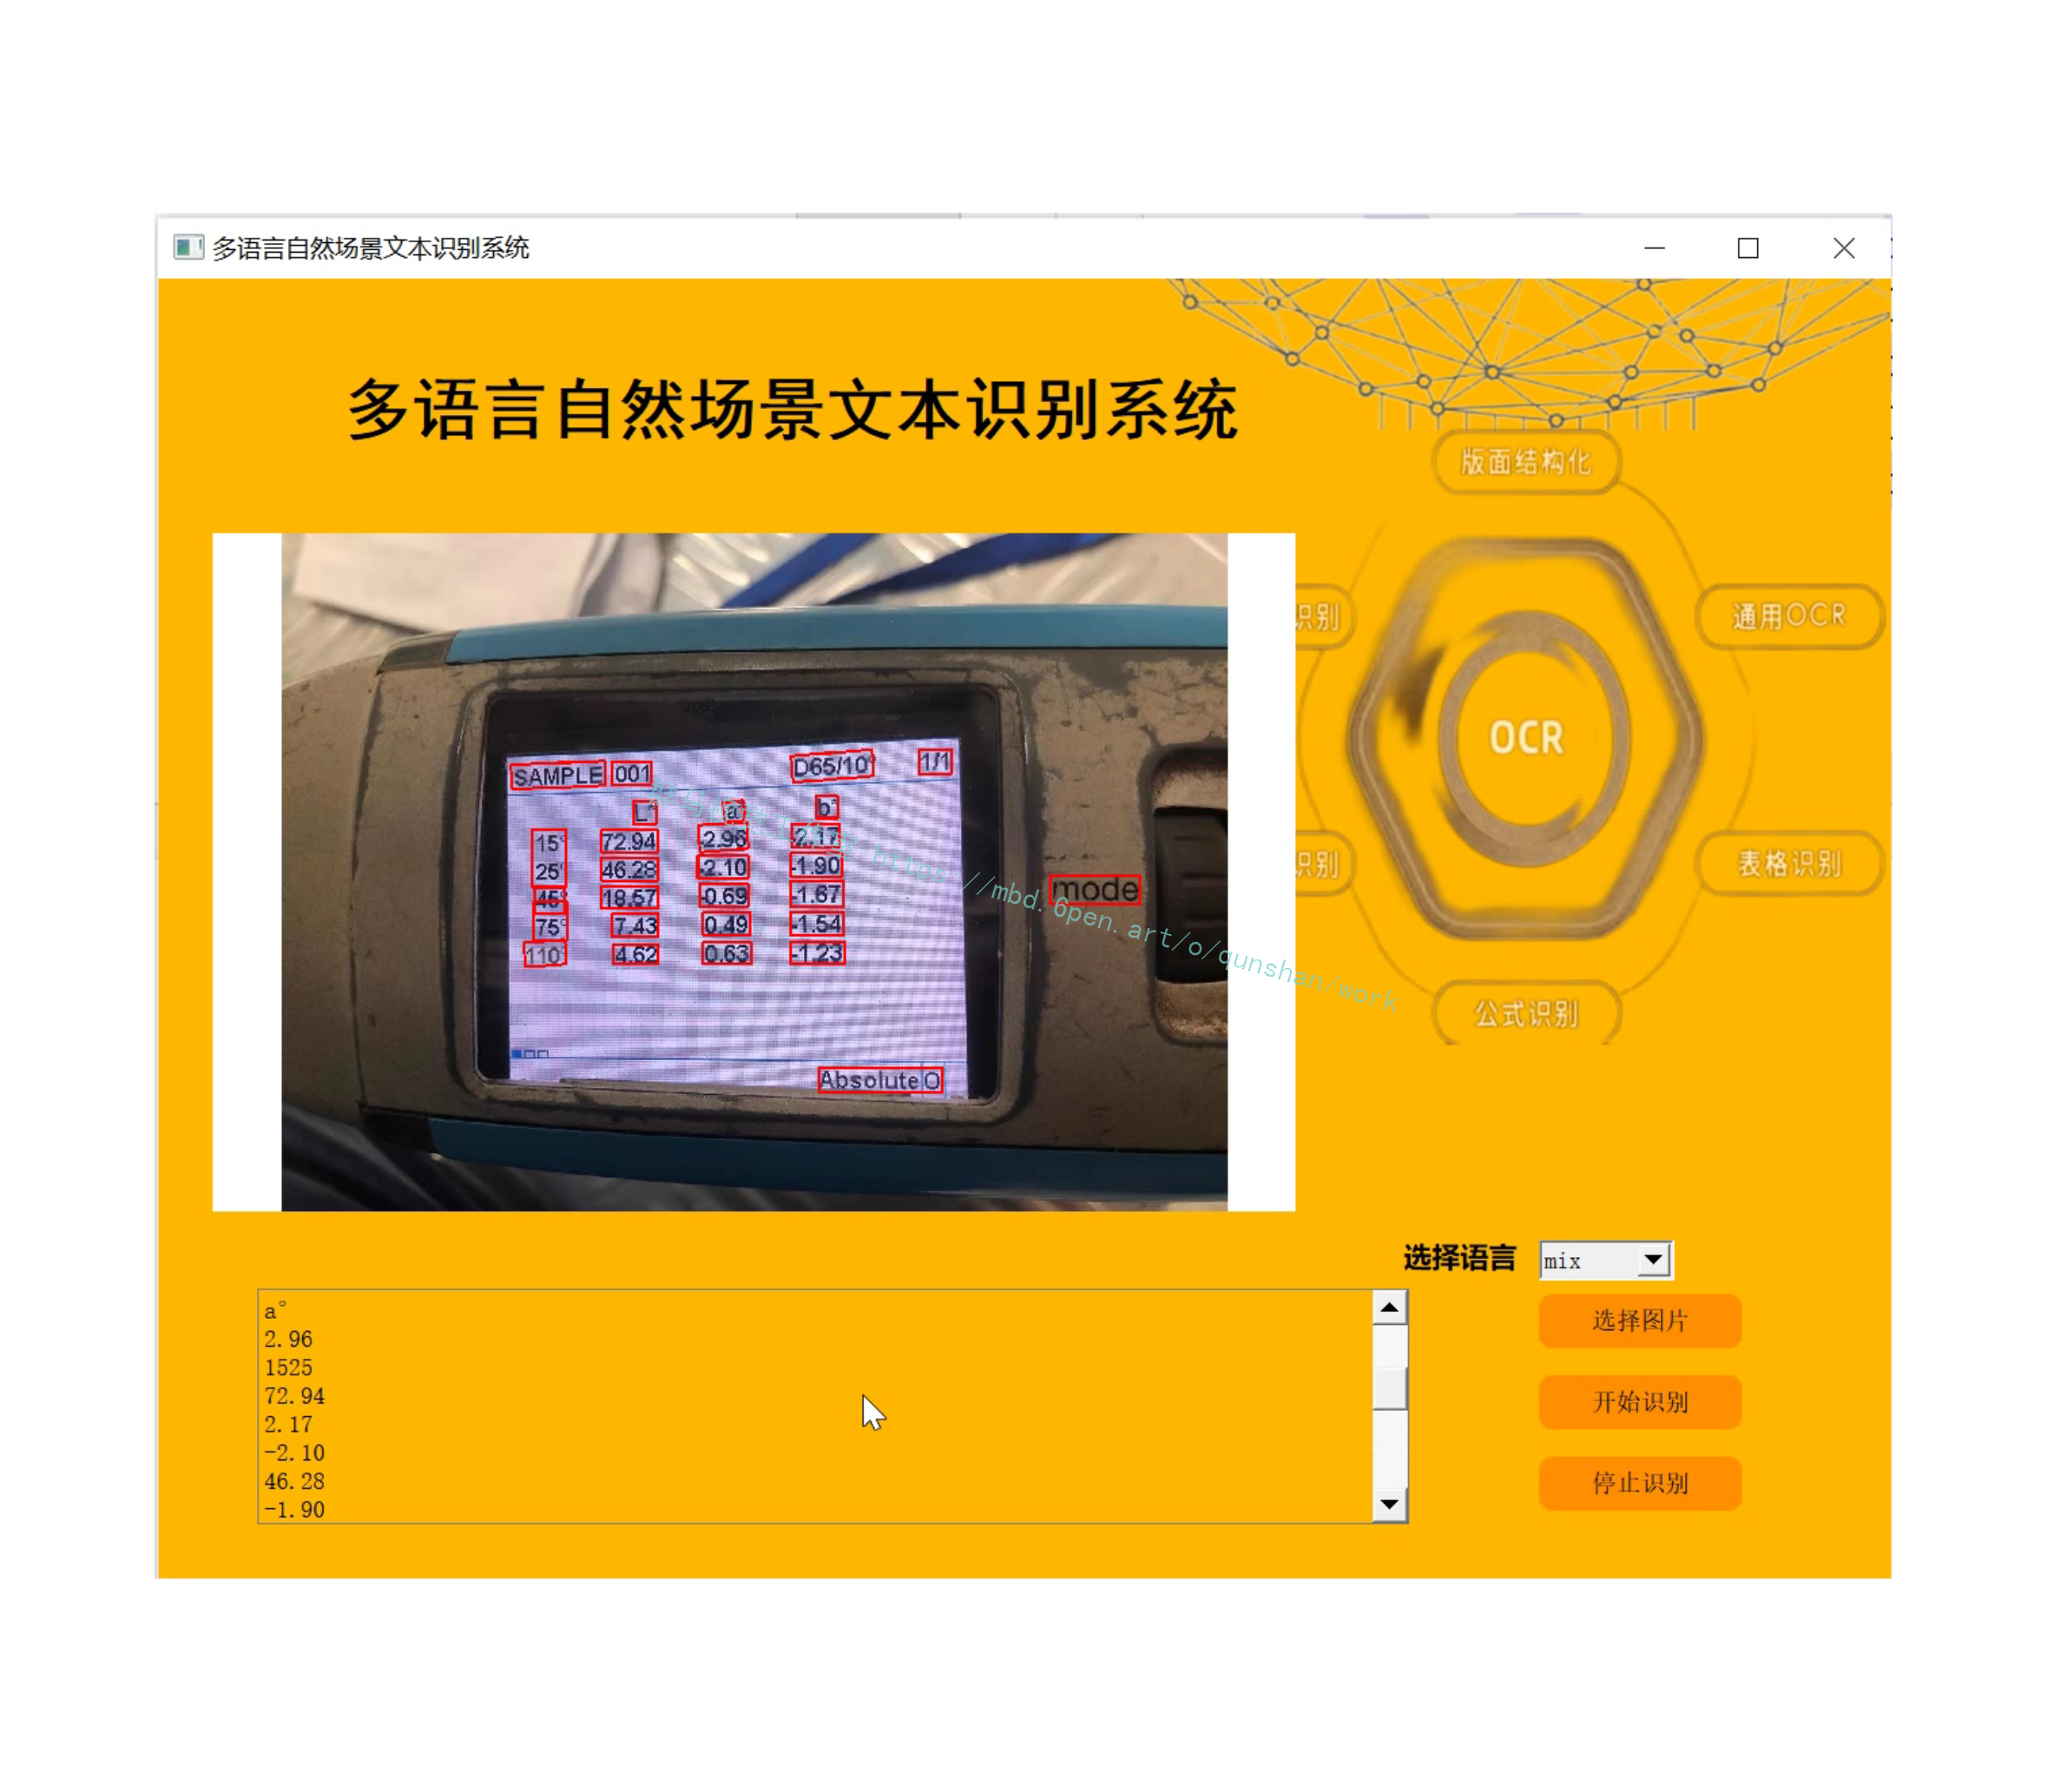 多语言自然场景文本识别系统
多语言自然场景文本识别系统
版面结构化
识别
通用OCR
OCR
识别
表格识别
公式识别
SAMPLE 001 D65/10° 1/1
L* a* b*
15° 72.94 -2.96 -2.17
25° 46.28 -2.10 -1.90
45° 18.57 -0.69 -1.67
75° 7.43 0.49 -1.54
110° 4.62 0.63 -1.23
Absolute O
mode
https //mbd.6pen.art/o/qunshan/work
选择语言 mix
a°
2.96
1525
72.94
2.17
-2.10
46.28
-1.90
选择图片
开始识别
停止识别